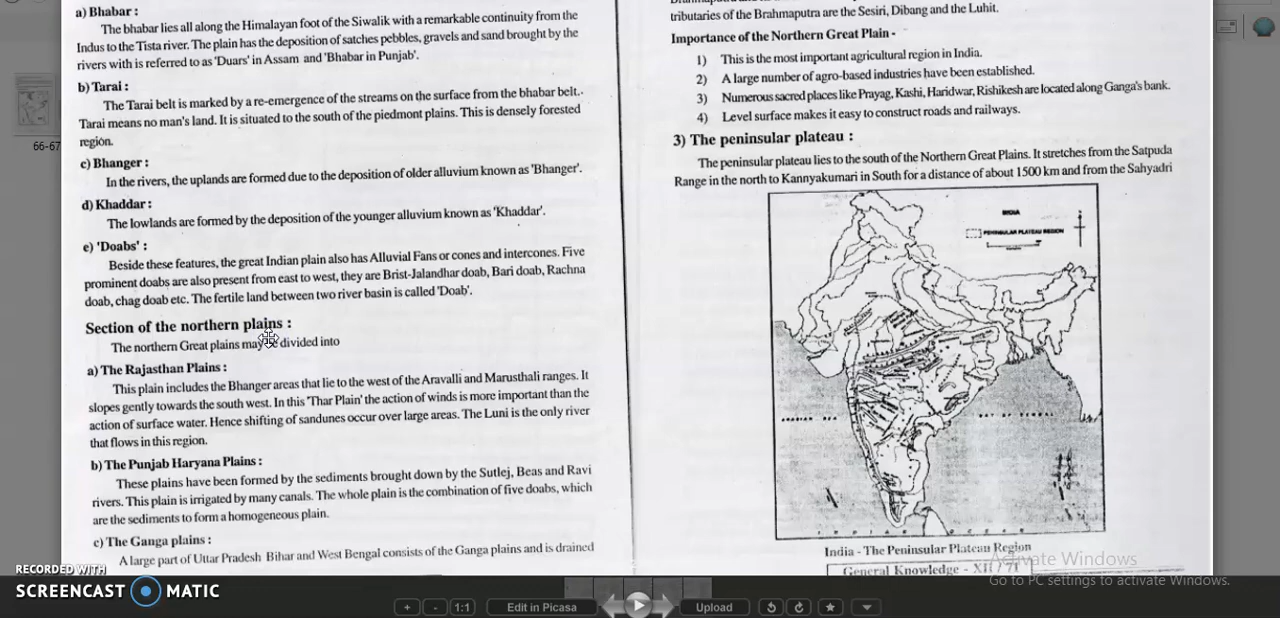 a) Bhabar :
The bhabar lies all along the Himalayan foot of the Siwalik with a remarkable continuity from the
Indus to the Tista river. The plain has the deposition of satches pebbles, gravels and sand brought by the
rivers with is referred to as 'Duars' in Assam and 'Bhabar in Punjab'.
b) Tarai :
The Tarai belt is marked by a re-emergence of the streams on the surface from the bhabar belt..
Tarai means no man's land. It is situated to the south of the piedmont plains. This is densely forested
region.
c) Bhanger :
In the rivers, the uplands are formed due to the deposition of older alluvium known as 'Bhanger'.
d) Khaddar :
The lowlands are formed by the deposition of the younger alluvium known as 'Khaddar'.
e) 'Doabs' :
Beside these features, the great Indian plain also has Alluvial Fans or cones and intercones. Five
prominent doabs are also present from east to west, they are Brist-Jalandhar doab, Bari doab, Rachna
doab, chag doab etc. The fertile land between two river basin is called 'Doab'.
Section of the northern plains :
The northern Great plains may be divided into
a) The Rajasthan Plains :
This plain includes the Bhanger areas that lie to the west of the Aravalli and Marusthali ranges. It
slopes gently towards the south west. In this 'Thar Plain' the action of winds is more important than the
action of surface water. Hence shifting of sandunes occur over large areas. The Luni is the only river
that flows in this region.
b) The Punjab Haryana Plains :
These plains have been formed by the sediments brought down by the Sutlej, Beas and Ravi
rivers. This plain is irrigated by many canals. The whole plain is the combination of five doabs, which
are the sediments to form a homogeneous plain.
c) The Ganga plains :
A large part of Uttar Pradesh Bihar and West Bengal consists of the Ganga plains and is drained
tributaries of the Brahmaputra are the Sesiri, Dibang and the Luhit.
Importance of the Northern Great Plain -
1) This is the most important agricultural region in India.
2) A large number of agro-based industries have been established.
3) Numerous sacred places like Prayag, Kashi, Haridwar, Rishikesh are located along Ganga's bank.
4) Level surface makes it easy to construct roads and railways.
3) The peninsular plateau :
The peninsular plateau lies to the south of the Northern Great Plains. It stretches from the Satpuda
Range in the north to Kannyakumari in South for a distance of about 1500 km and from the Sahyadri
INDIA
PENINSULAR PLATEAU REGION
India - The Peninsular Plateau Region
General Knowledge - XII / 71
66-67
Activate Windows
Go to PC settings to activate Windows.
RECORDED WITH
SCREENCAST MATIC
+ - 1:1 Edit in Picasa Upload